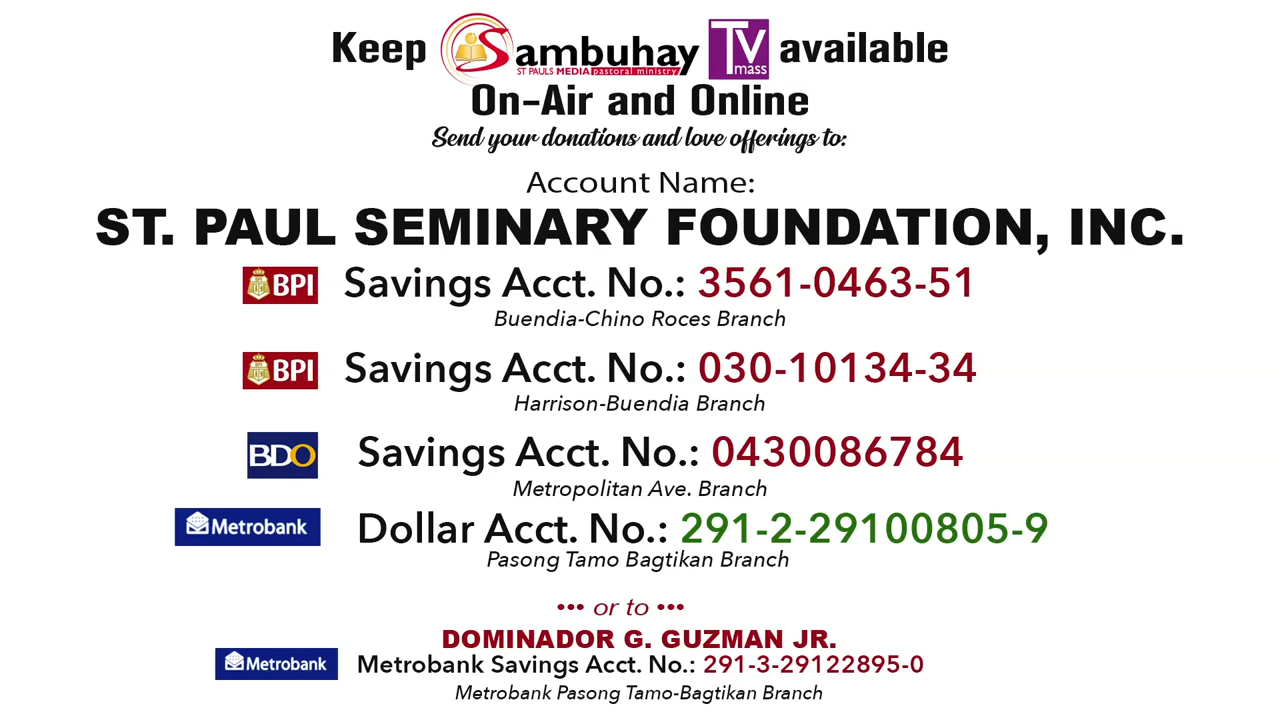 Keep Sambuhay TV mass available
ST PAULS MEDIA pastoral ministry
On-Air and Online
Send your donations and love offerings to:
Account Name:
ST. PAUL SEMINARY FOUNDATION, INC.
BPI Savings Acct. No.: 3561-0463-51
Buendia-Chino Roces Branch
BPI Savings Acct. No.: 030-10134-34
Harrison-Buendia Branch
BDO Savings Acct. No.: 0430086784
Metropolitan Ave. Branch
Metrobank Dollar Acct. No.: 291-2-29100805-9
Pasong Tamo Bagtikan Branch
••• or to •••
DOMINADOR G. GUZMAN JR.
Metrobank Metrobank Savings Acct. No.: 291-3-29122895-0
Metrobank Pasong Tamo-Bagtikan Branch